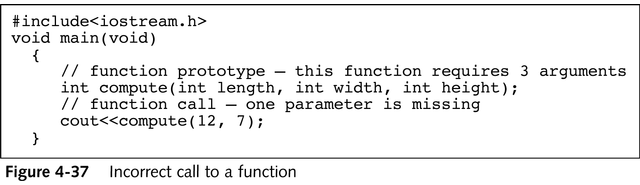 #include<iostream.h>
void main(void)
{
// function prototype – this function requires 3 arguments
int compute(int length, int width, int height);
// function call – one parameter is missing
cout<<compute(12, 7);
}
Figure 4-37 Incorrect call to a function